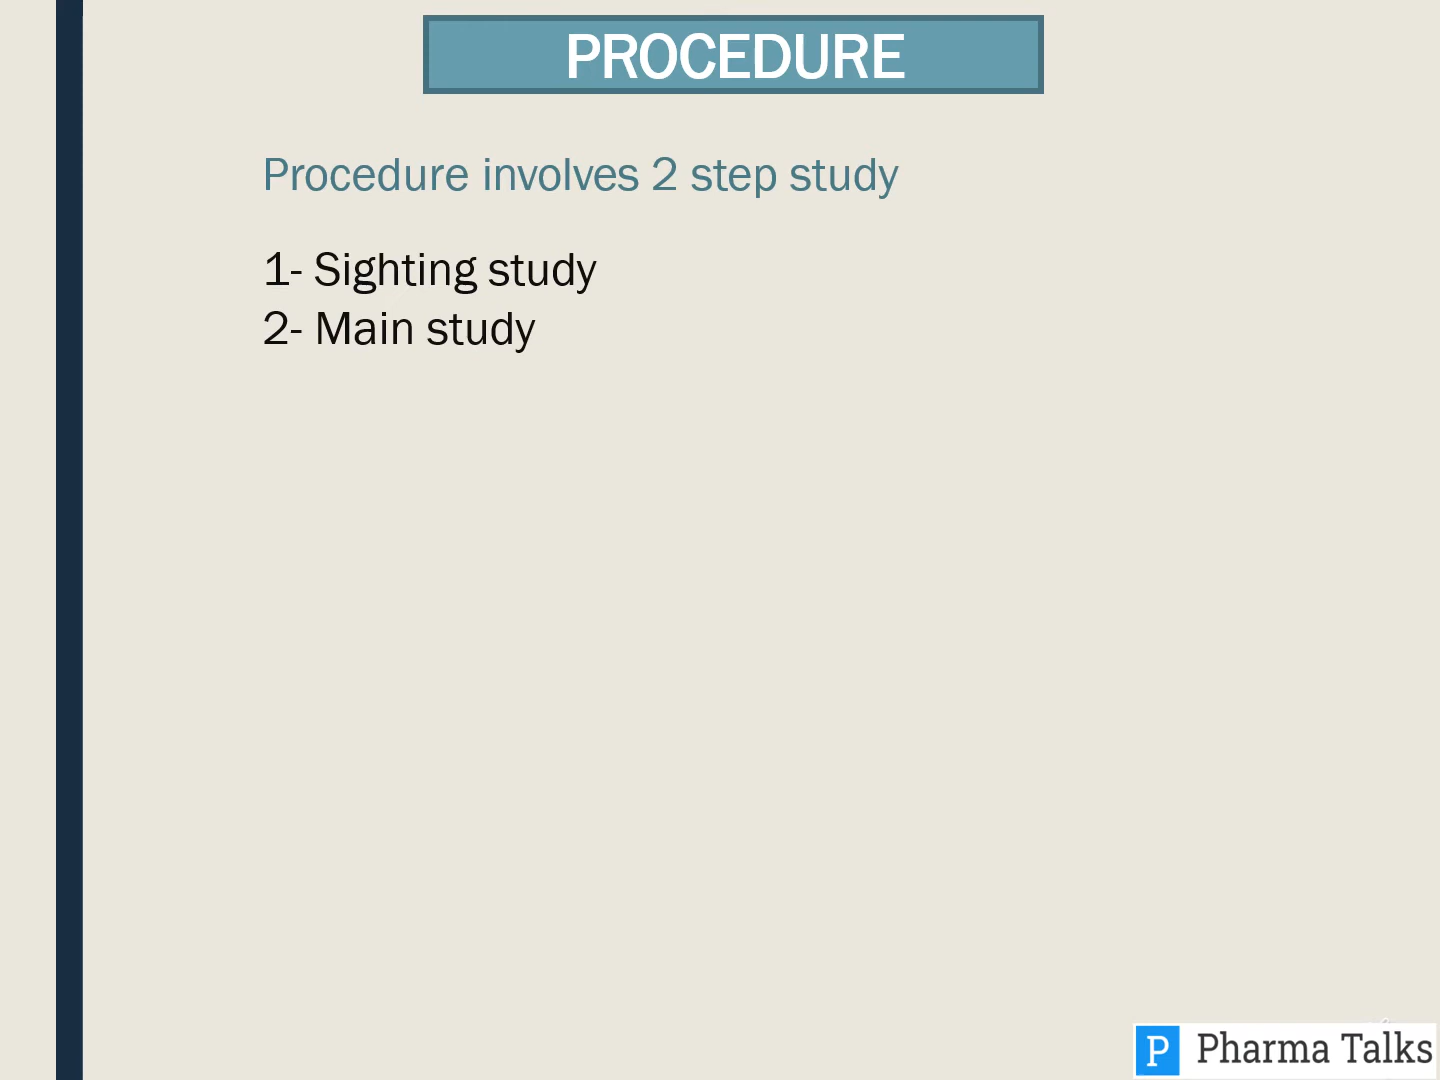 PROCEDURE
Procedure involves 2 step study
1- Sighting study
2- Main study
P Pharma Talks